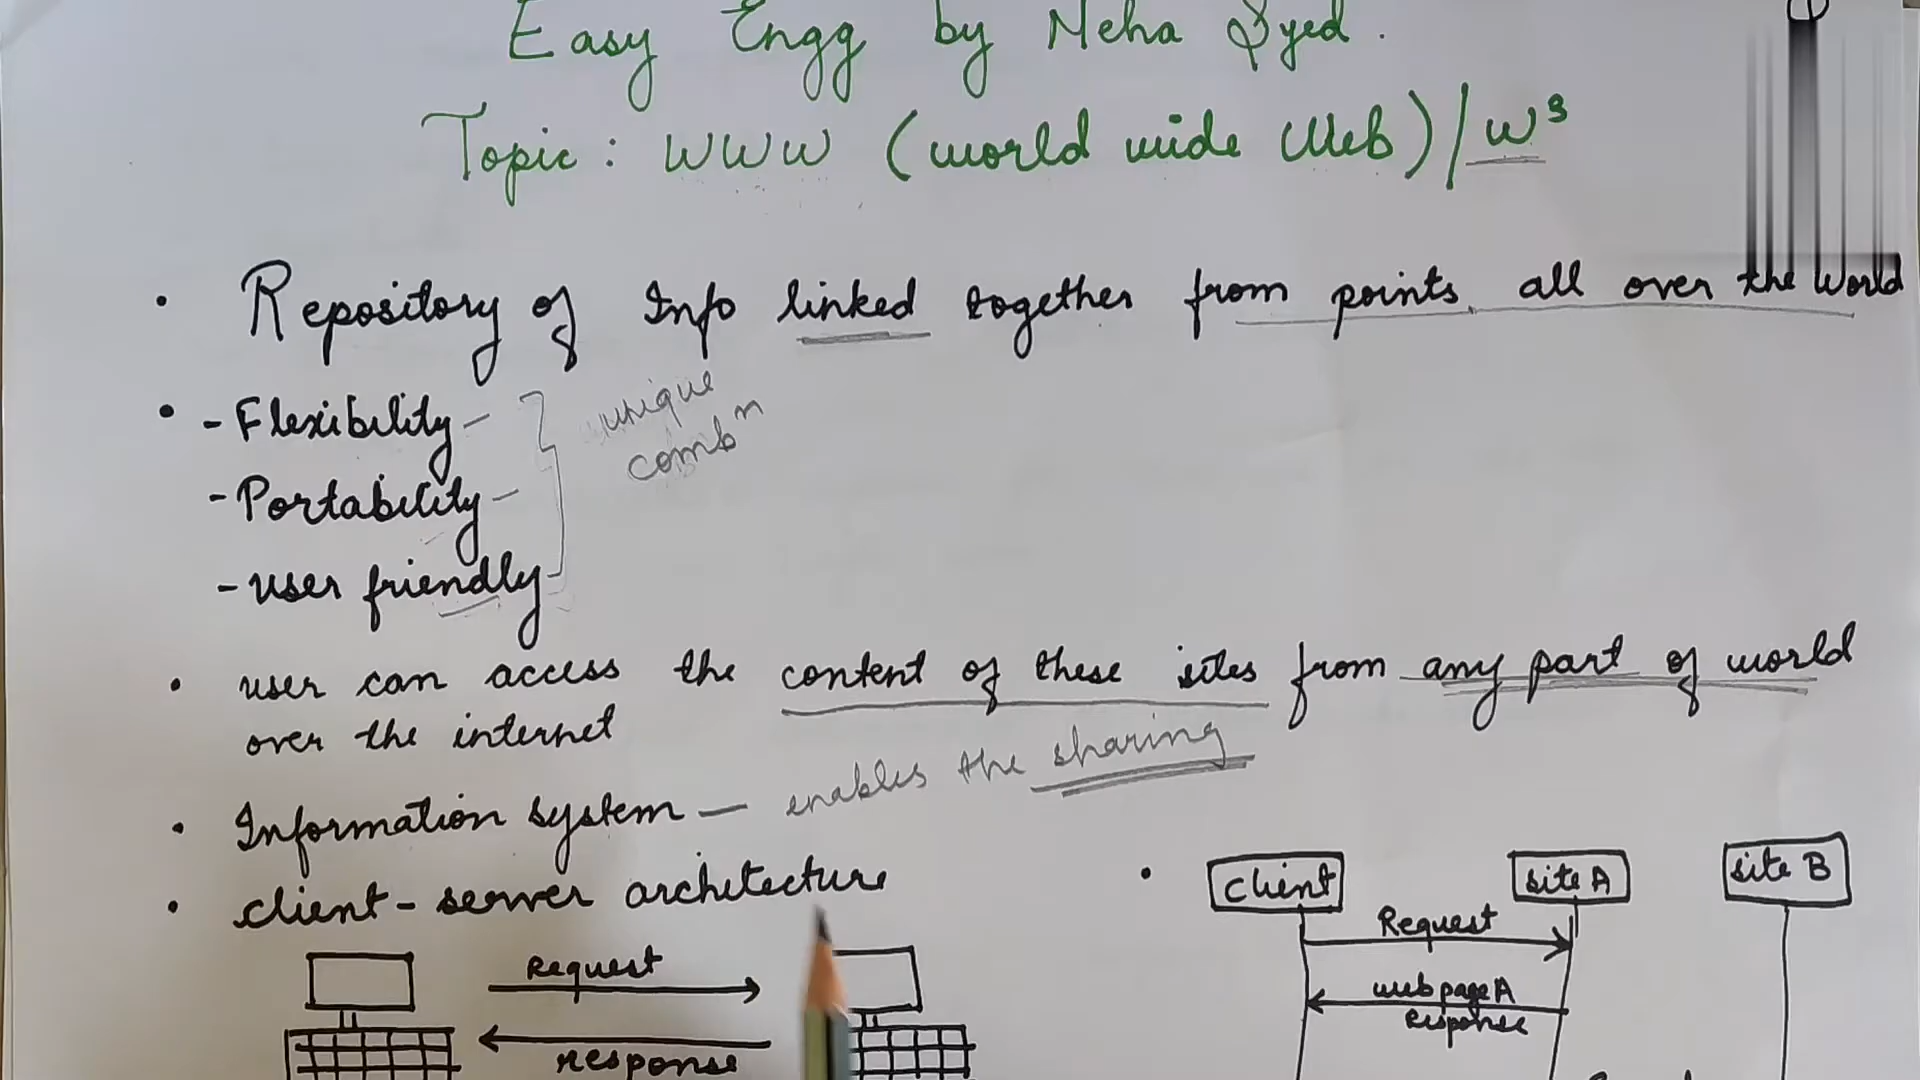 Easy Engg by Neha Syed.
Topic: WWW (world wide Web) / W³
• Repository of Info linked together from points all over the World
• - Flexibility -
- Portability -
- user friendly -
unique
combⁿ
• user can access the content of these sites from any part of world
over the internet
• Information system — enables the sharing
• client - server architecture
Request
response
• Client
site A
site B
Request
web page A
response